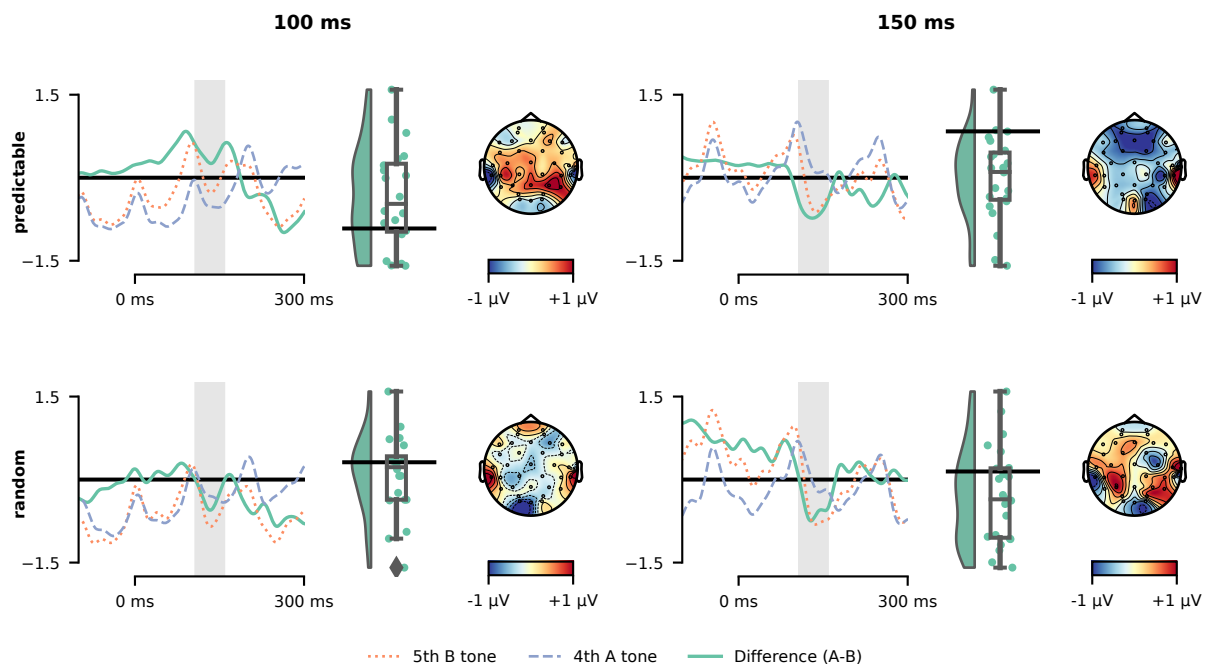 100 ms
150 ms
predictable
1.5
−1.5
0 ms
300 ms
-1 µV
+1 µV
1.5
−1.5
0 ms
300 ms
-1 µV
+1 µV
random
1.5
−1.5
0 ms
300 ms
-1 µV
+1 µV
1.5
−1.5
0 ms
300 ms
-1 µV
+1 µV
5th B tone
4th A tone
Difference (A-B)